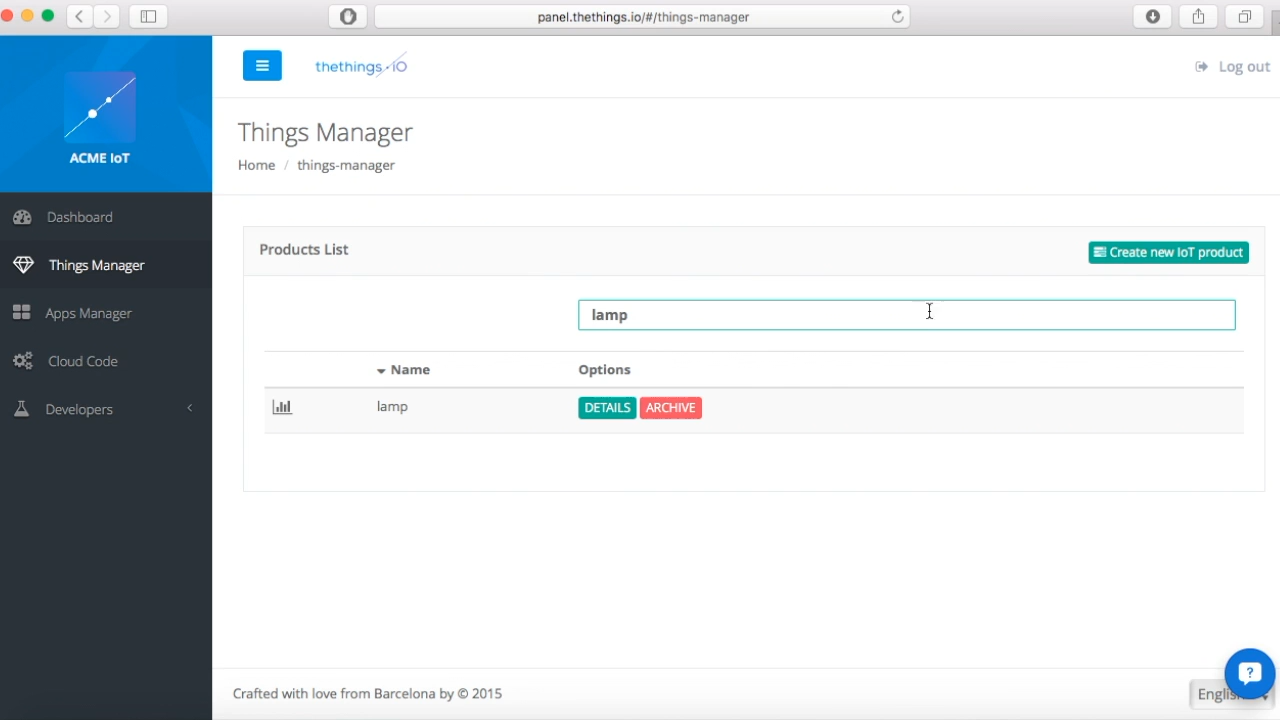 panel.thethings.io/#/things-manager
thethings.iO
Log out
ACME IoT
Dashboard
Things Manager
Apps Manager
Cloud Code
Developers
Things Manager
Home / things-manager
Products List
Create new IoT product
lamp
Name Options
lamp DETAILS ARCHIVE
Crafted with love from Barcelona by © 2015